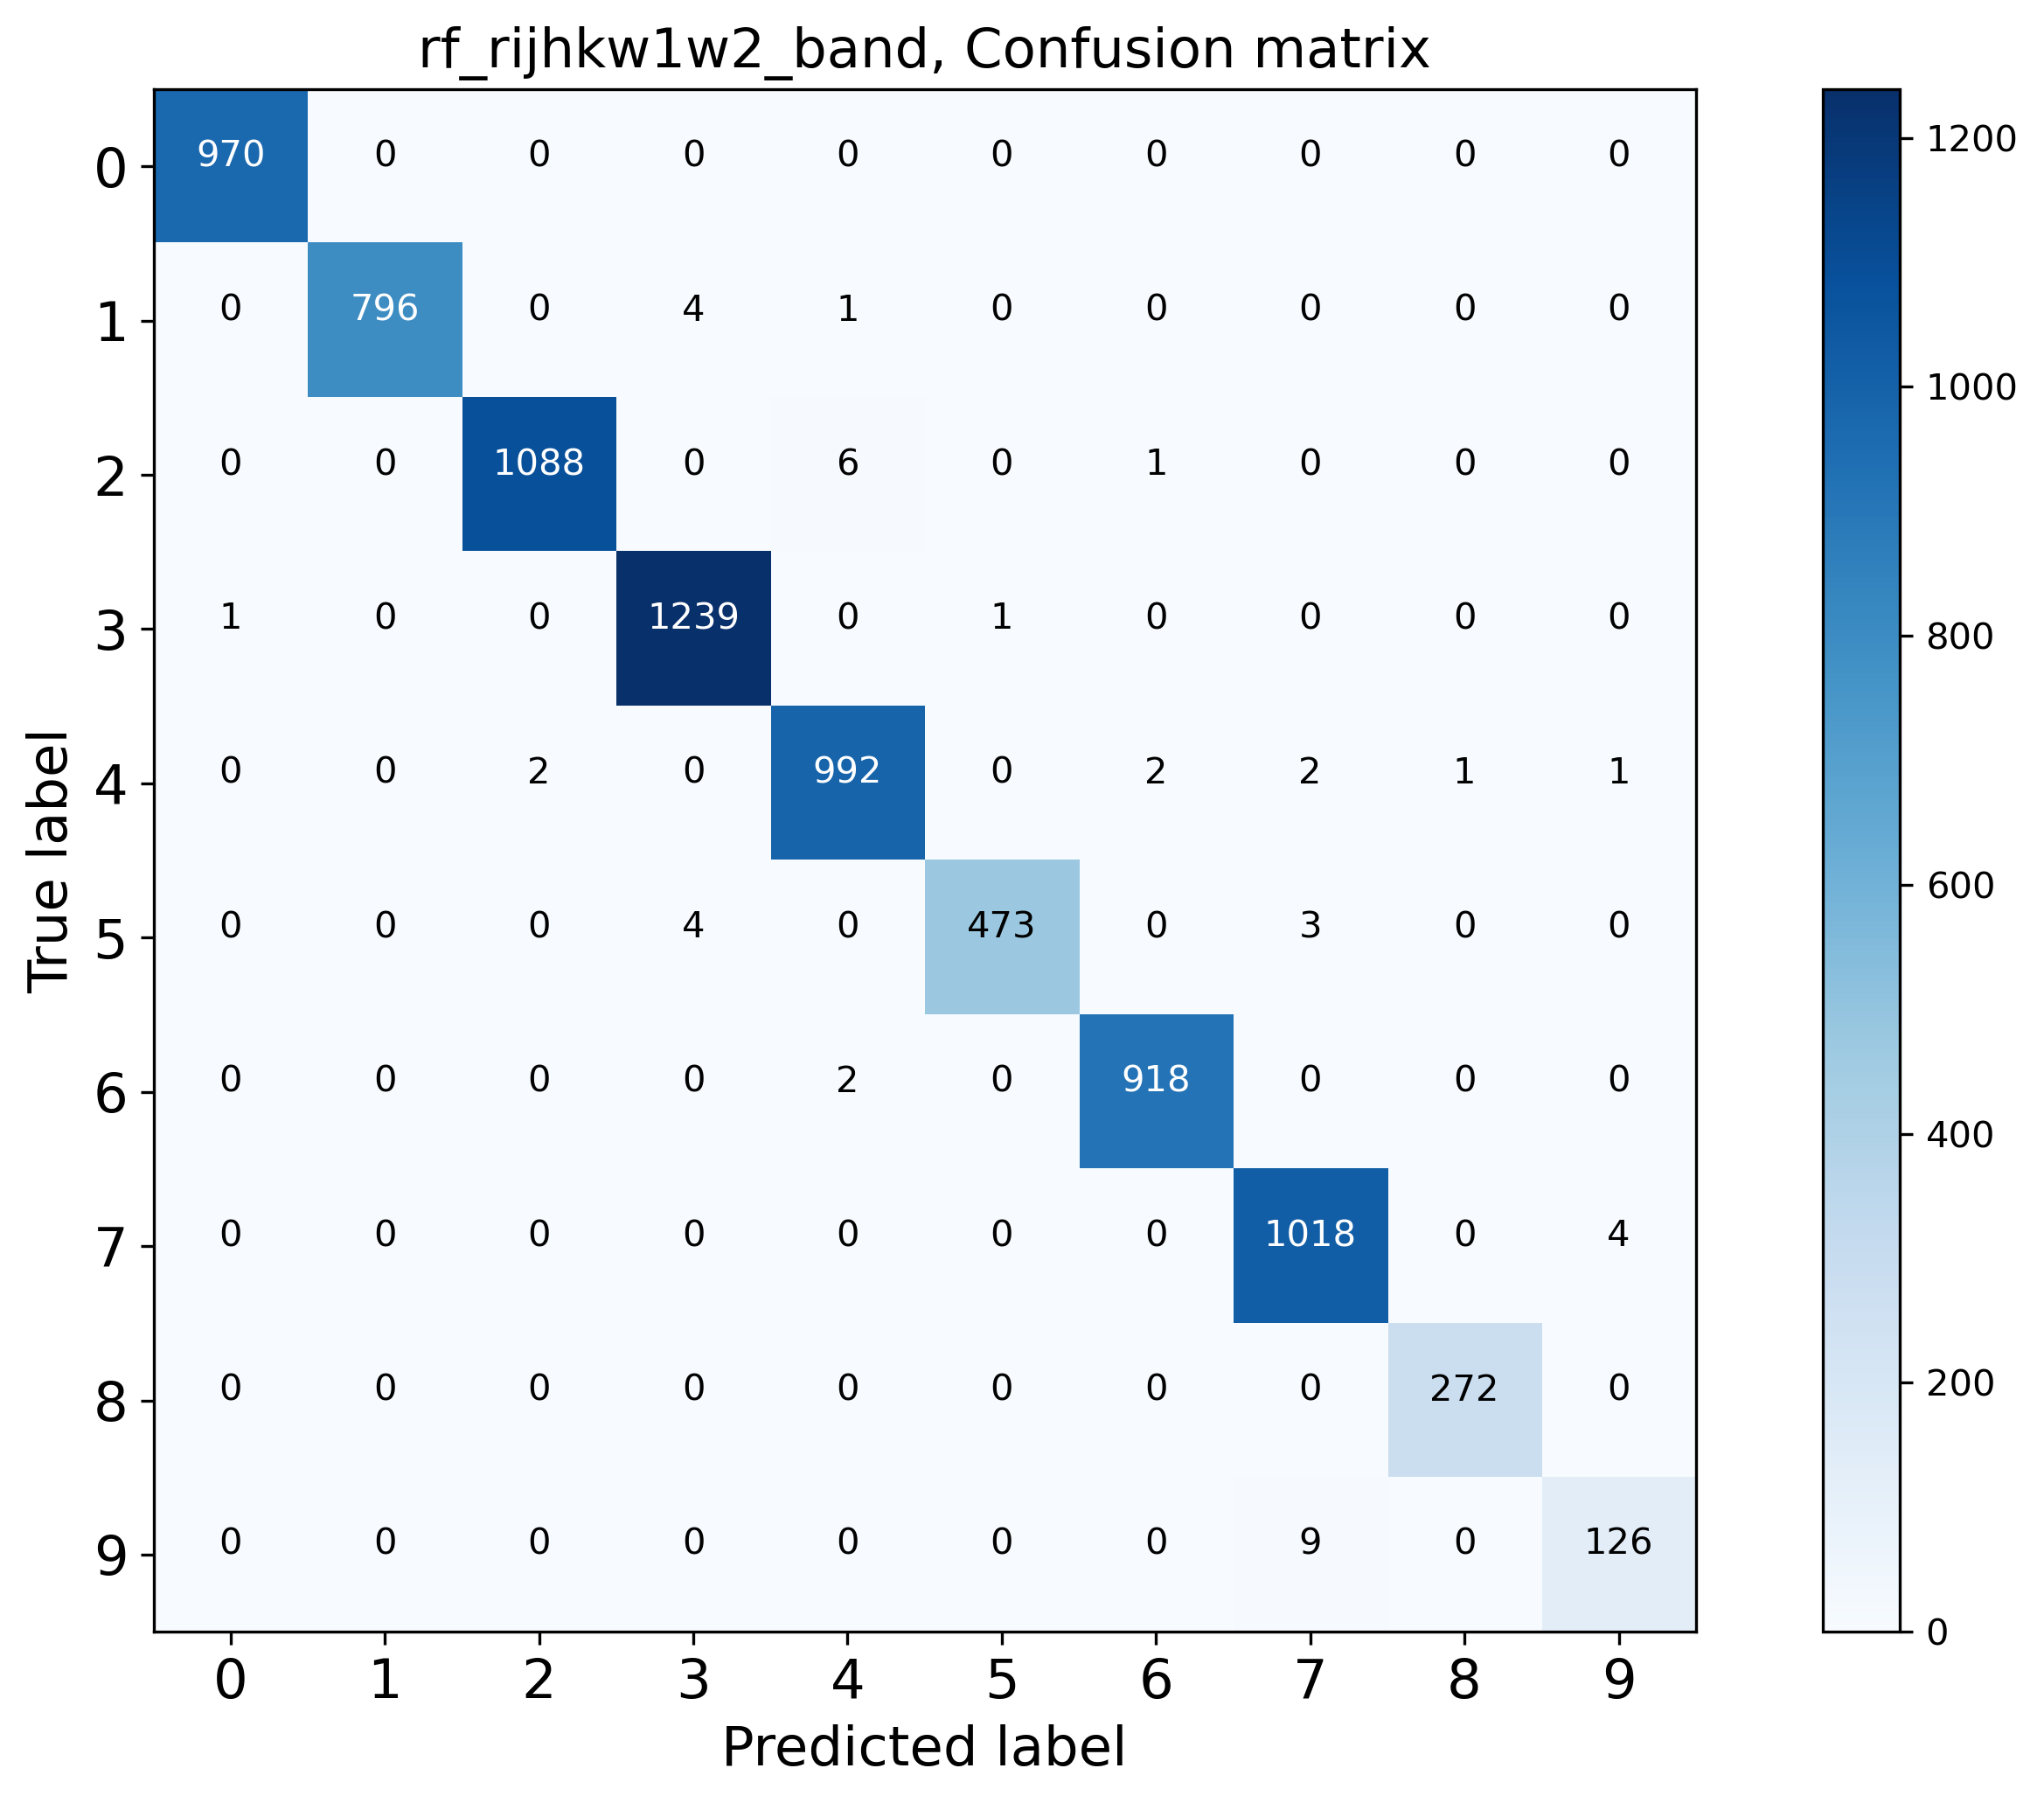 rf_rijhkw1w2_band, Confusion matrix
0 970 0 0 0 0 0 0 0 0 0
1 0 796 0 4 1 0 0 0 0 0
2 0 0 1088 0 6 0 1 0 0 0
3 1 0 0 1239 0 1 0 0 0 0
4 0 0 2 0 992 0 2 2 1 1
5 0 0 0 4 0 473 0 3 0 0
6 0 0 0 0 2 0 918 0 0 0
7 0 0 0 0 0 0 0 1018 0 4
8 0 0 0 0 0 0 0 0 272 0
9 0 0 0 0 0 0 0 9 0 126
0 1 2 3 4 5 6 7 8 9
Predicted label
True label
1200
1000
800
600
400
200
0